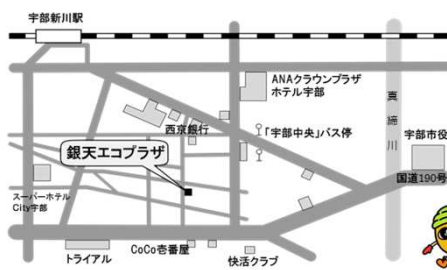 宇部新川駅
ANAクラウンプラザ
ホテル宇部
真締川
西京銀行
「宇部中央」バス停
宇部市役
銀天エコプラザ
国道190号
スーパーホテル
City宇部
CoCo壱番屋
トライアル
快活クラブ